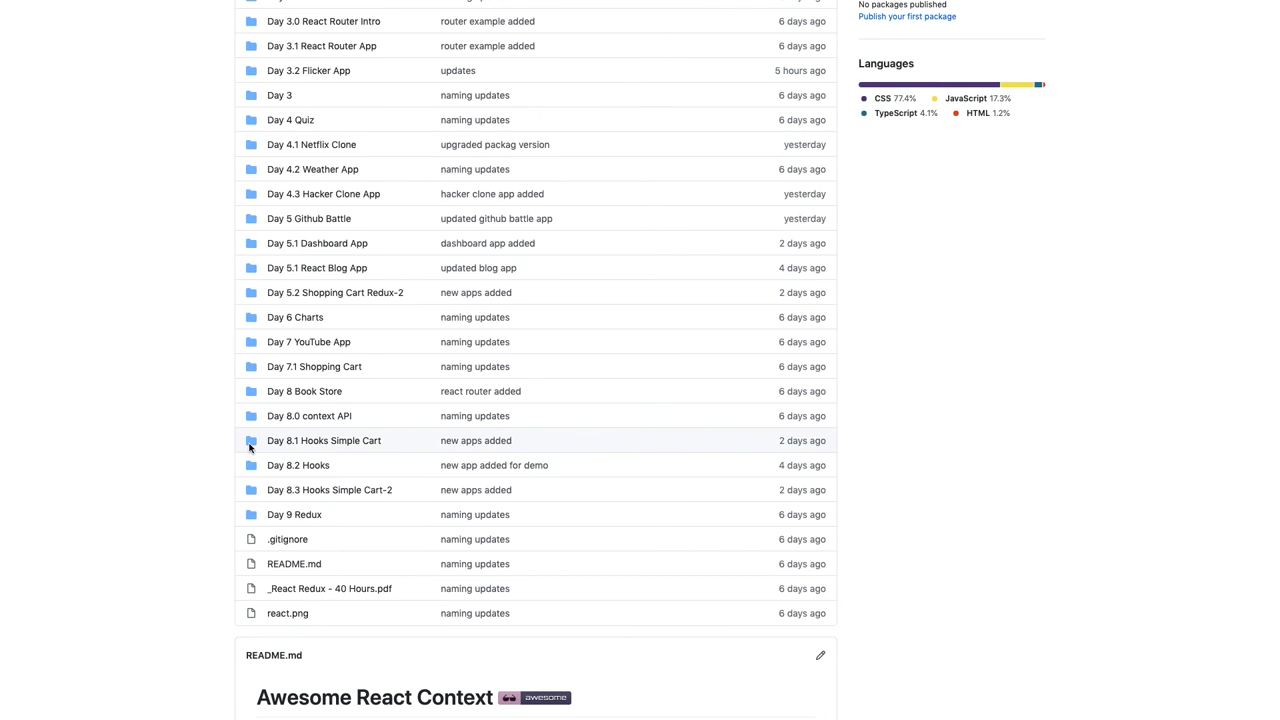 No packages published
Publish your first package
Day 3.0 React Router Intro router example added 6 days ago
Day 3.1 React Router App router example added 6 days ago
Day 3.2 Flicker App updates 5 hours ago
Day 3 naming updates 6 days ago
Day 4 Quiz naming updates 6 days ago
Day 4.1 Netflix Clone upgraded packag version yesterday
Day 4.2 Weather App naming updates 6 days ago
Day 4.3 Hacker Clone App hacker clone app added yesterday
Day 5 Github Battle updated github battle app yesterday
Day 5.1 Dashboard App dashboard app added 2 days ago
Day 5.1 React Blog App updated blog app 4 days ago
Day 5.2 Shopping Cart Redux-2 new apps added 2 days ago
Day 6 Charts naming updates 6 days ago
Day 7 YouTube App naming updates 6 days ago
Day 7.1 Shopping Cart naming updates 6 days ago
Day 8 Book Store react router added 6 days ago
Day 8.0 context API naming updates 6 days ago
Day 8.1 Hooks Simple Cart new apps added 2 days ago
Day 8.2 Hooks new app added for demo 4 days ago
Day 8.3 Hooks Simple Cart-2 new apps added 2 days ago
Day 9 Redux naming updates 6 days ago
.gitignore naming updates 6 days ago
README.md naming updates 6 days ago
_React Redux - 40 Hours.pdf naming updates 6 days ago
react.png naming updates 6 days ago
Languages
CSS 77.4% JavaScript 17.3%
TypeScript 4.1% HTML 1.2%
README.md
Awesome React Context awesome